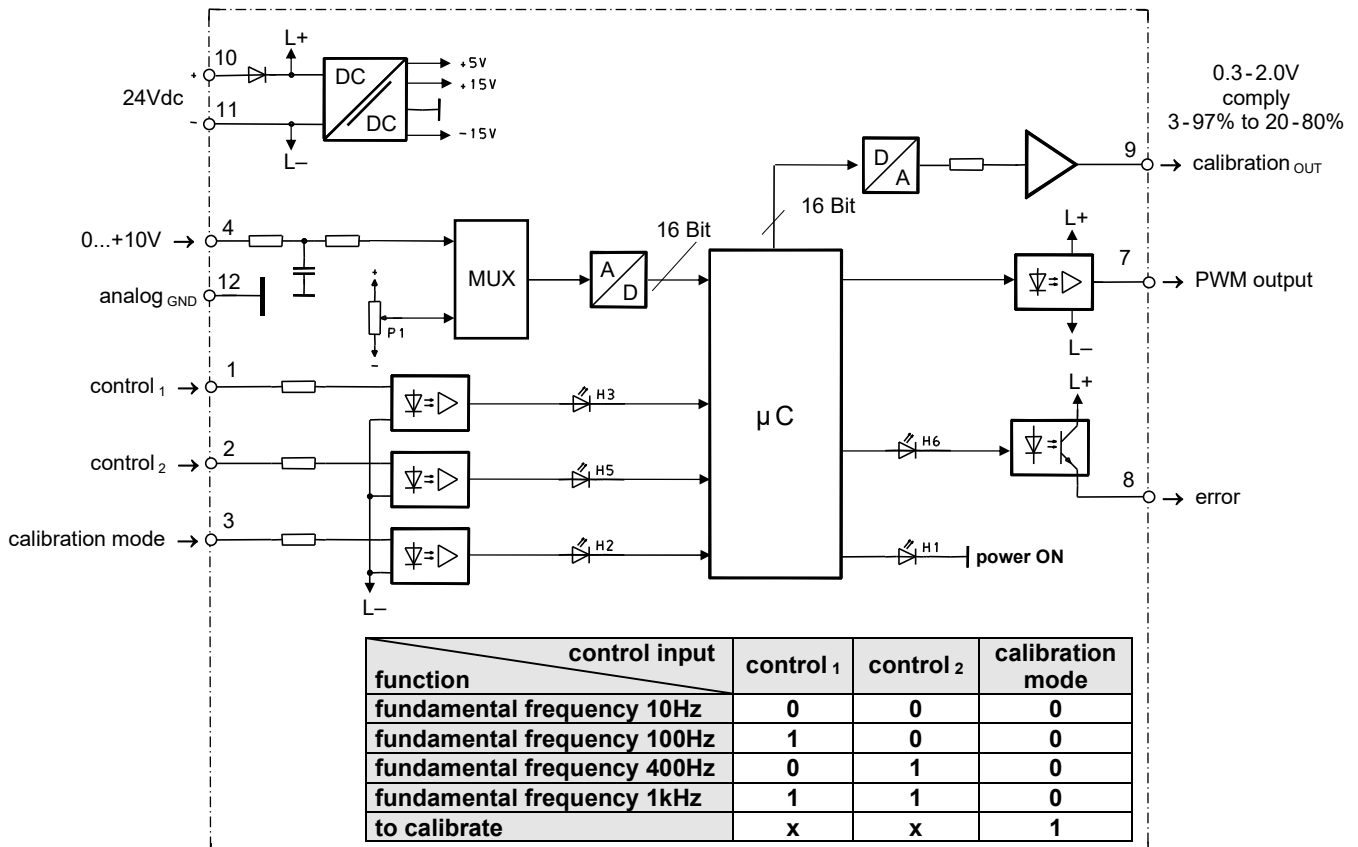 L+
10
+
24Vdc
11
-
L–
DC
DC
+5V
+15V
-15V
0.3-2.0V
comply
3-97% to 20-80%
D
A
9
calibration OUT
16 Bit
0...+10V
4
analog GND
12
+
P1
-
MUX
A
D
16 Bit
L+
7
PWM output
L–
control 1
1
H3
control 2
2
H5
calibration mode
3
H2
L–
µC
L+
H6
8
error
H1
power ON
control input
function
control 1
control 2
calibration
mode
fundamental frequency 10Hz 0 0 0
fundamental frequency 100Hz 1 0 0
fundamental frequency 400Hz 0 1 0
fundamental frequency 1kHz 1 1 0
to calibrate x x 1